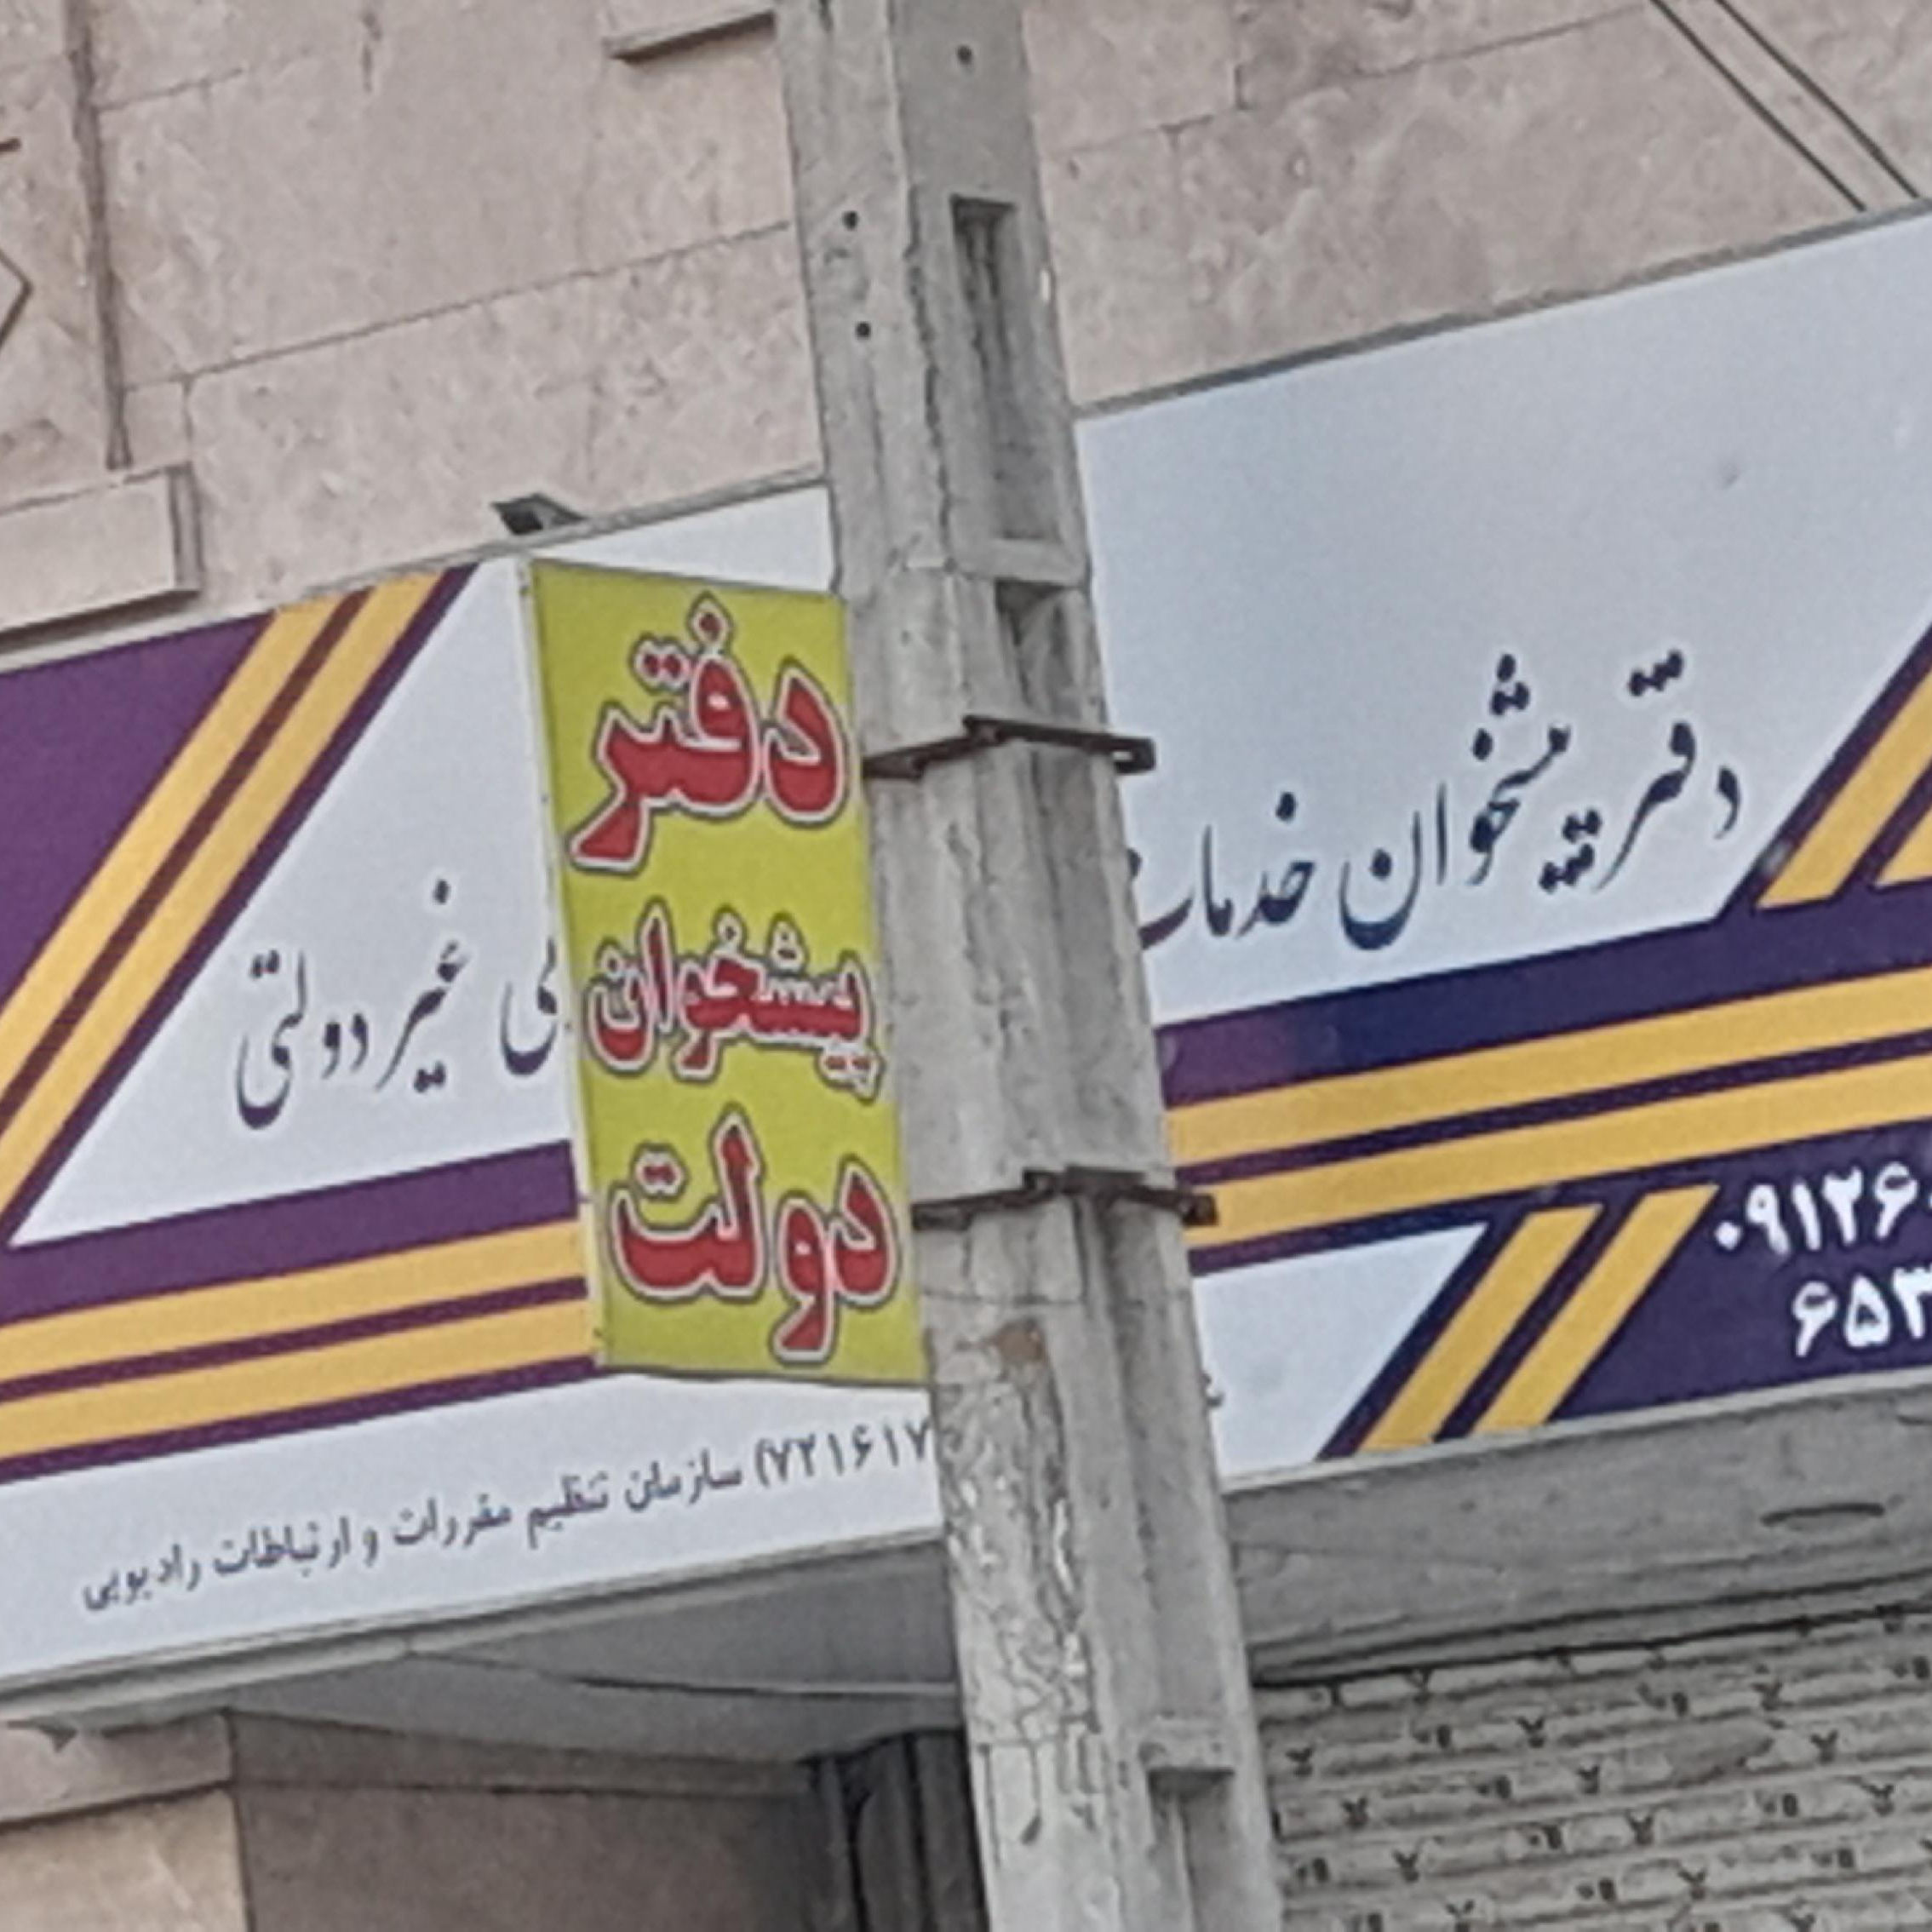 دفتر پیشخوان خدمات
ی غیر دولتی
دفتر
پیشخوان
دولت
۰۹۱۲۶
۶۵۳
۷۲۱۶۱۷) سازمان تنظیم مقررات و ارتباطات رادیویی